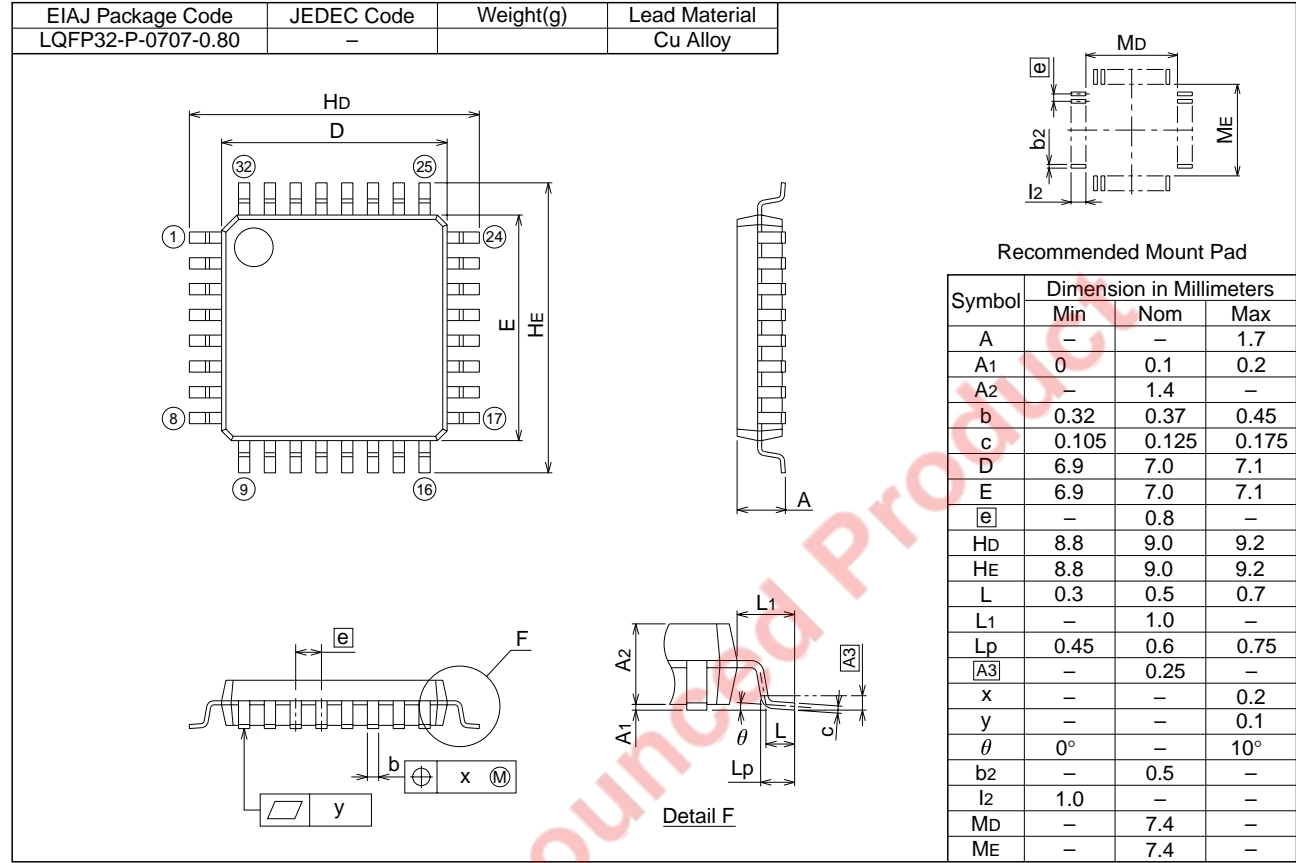 EIAJ Package Code JEDEC Code Weight(g) Lead Material
LQFP32-P-0707-0.80 – Cu Alloy
HD
D
32 25
1 24
E
HE
8 17
9 16
A
MD
e
b2
ME
I2
Recommended Mount Pad
Symbol Dimension in Millimeters
Min Nom Max
A – – 1.7
A1 0 0.1 0.2
A2 – 1.4 –
b 0.32 0.37 0.45
c 0.105 0.125 0.175
D 6.9 7.0 7.1
E 6.9 7.0 7.1
e – 0.8 –
HD 8.8 9.0 9.2
HE 8.8 9.0 9.2
L 0.3 0.5 0.7
L1 – 1.0 –
Lp 0.45 0.6 0.75
A3 – 0.25 –
x – – 0.2
y – – 0.1
θ 0° – 10°
b2 – 0.5 –
I2 1.0 – –
MD – 7.4 –
ME – 7.4 –
e
F
b
x M
y
L1
A2
A3
A1
θ
L
c
Lp
Detail F
ounced Product